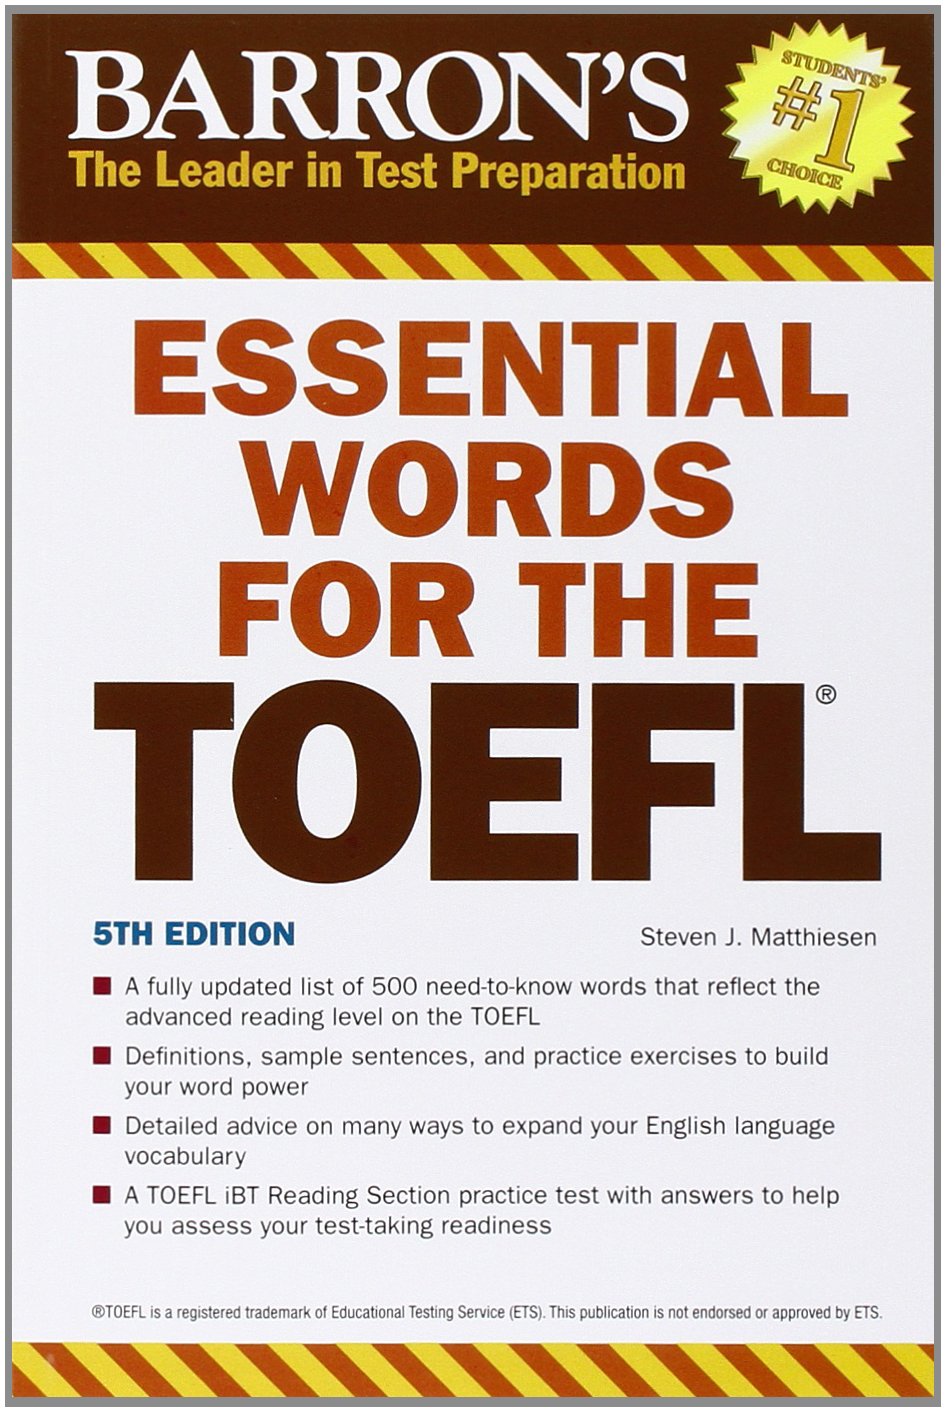 BARRON'S
The Leader in Test Preparation
STUDENTS'
#1
CHOICE
ESSENTIAL
WORDS
FOR THE
TOEFL®
5TH EDITION
Steven J. Matthiesen
■ A fully updated list of 500 need-to-know words that reflect the
advanced reading level on the TOEFL
■ Definitions, sample sentences, and practice exercises to build
your word power
■ Detailed advice on many ways to expand your English language
vocabulary
■ A TOEFL iBT Reading Section practice test with answers to help
you assess your test-taking readiness
®TOEFL is a registered trademark of Educational Testing Service (ETS). This publication is not endorsed or approved by ETS.